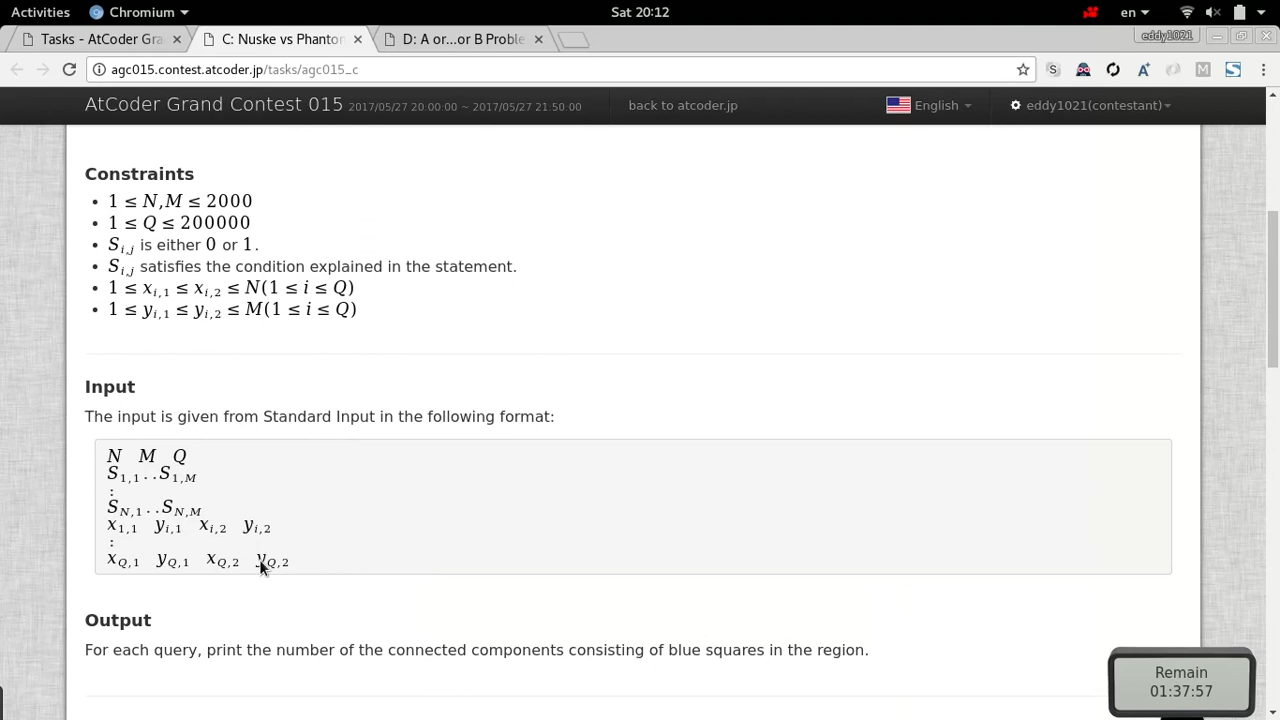 Activities Chromium Sat 20:12 en
Tasks - AtCoder Gra C: Nuske vs Phanton D: A or...or B Proble eddy1021
agc015.contest.atcoder.jp/tasks/agc015_c
AtCoder Grand Contest 015 2017/05/27 20:00:00 ~ 2017/05/27 21:50:00 back to atcoder.jp English eddy1021(contestant)
Constraints
• 1 ≤ N,M ≤ 2000
• 1 ≤ Q ≤ 200000
• S_{i,j} is either 0 or 1.
• S_{i,j} satisfies the condition explained in the statement.
• 1 ≤ x_{i,1} ≤ x_{i,2} ≤ N(1 ≤ i ≤ Q)
• 1 ≤ y_{i,1} ≤ y_{i,2} ≤ M(1 ≤ i ≤ Q)
Input
The input is given from Standard Input in the following format:
N M Q
S_{1,1}..S_{1,M}
:
S_{N,1}..S_{N,M}
x_{1,1} y_{i,1} x_{i,2} y_{i,2}
:
x_{Q,1} y_{Q,1} x_{Q,2} y_{Q,2}
Output
For each query, print the number of the connected components consisting of blue squares in the region.
Remain
01:37:57